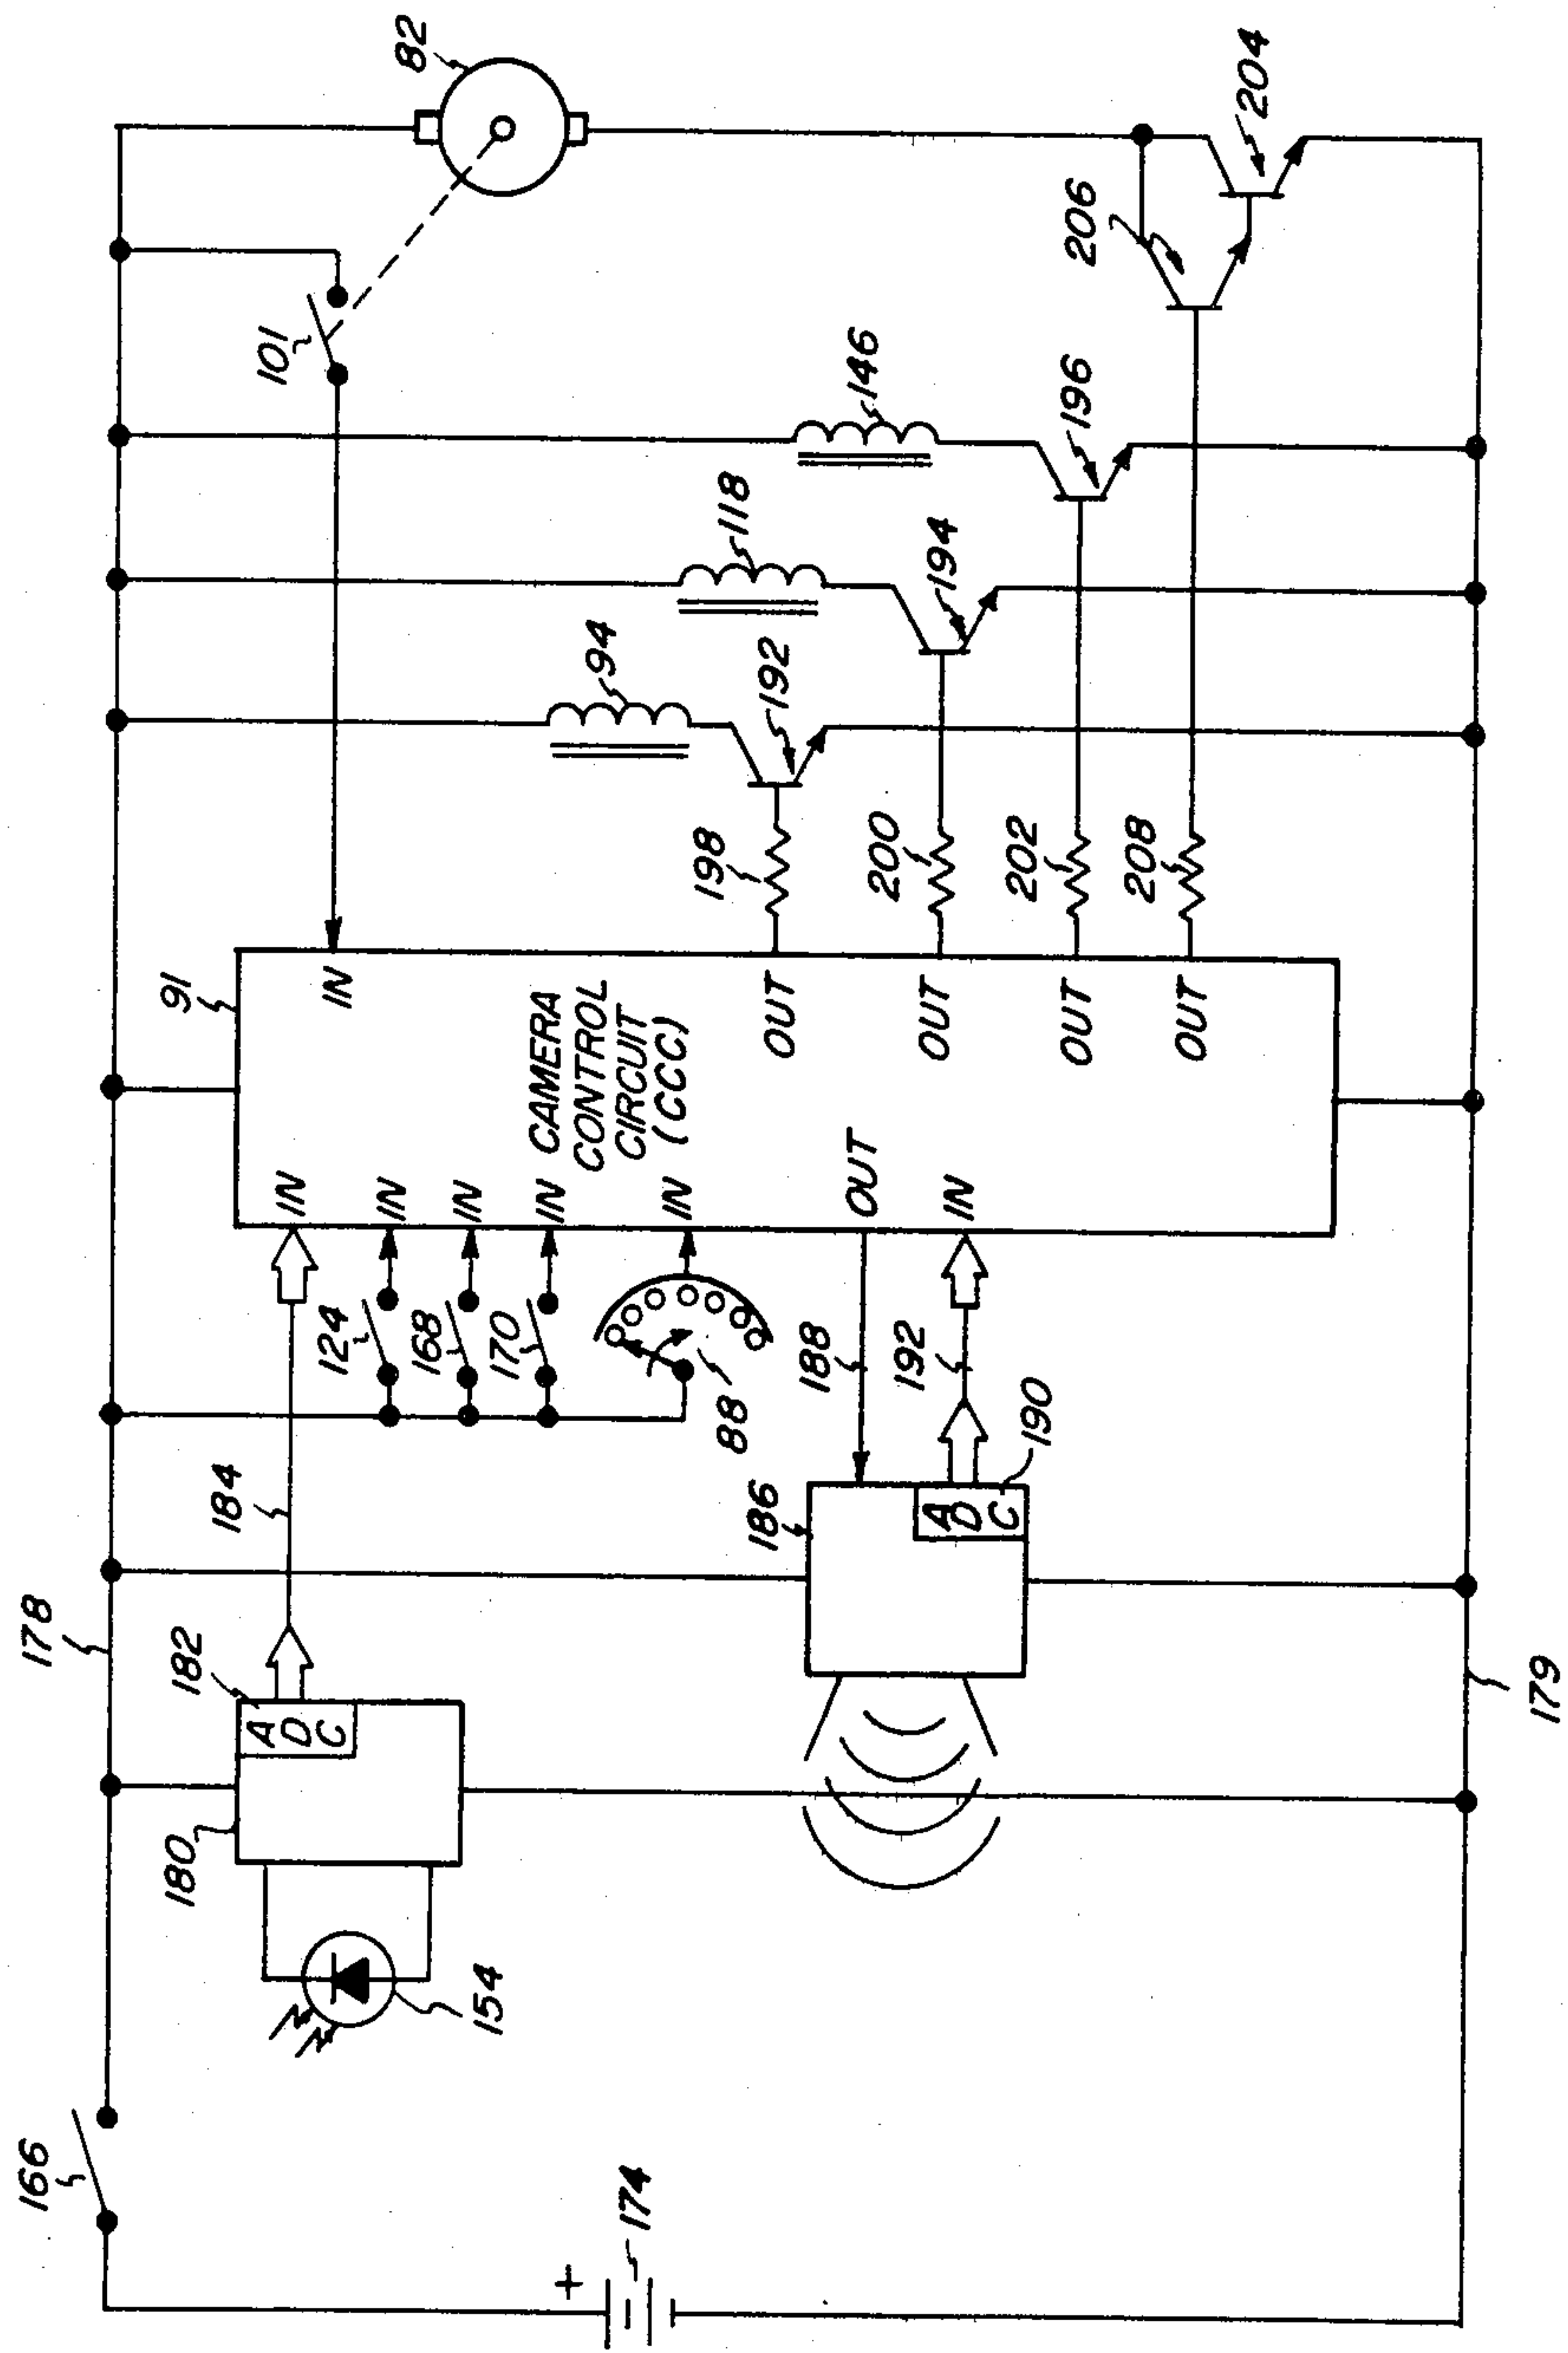 166
178
180
182
A
D
C
184
154
174
+
186
A
D
C
190
188
192
124
168
170
88
91
IN
IN
IN
IN
IN
OUT
IN
CAMERA
CONTROL
CIRCUIT
(CCC)
IN
OUT
OUT
OUT
OUT
198
200
202
208
94
192
118
194
146
196
101
82
206
204
179